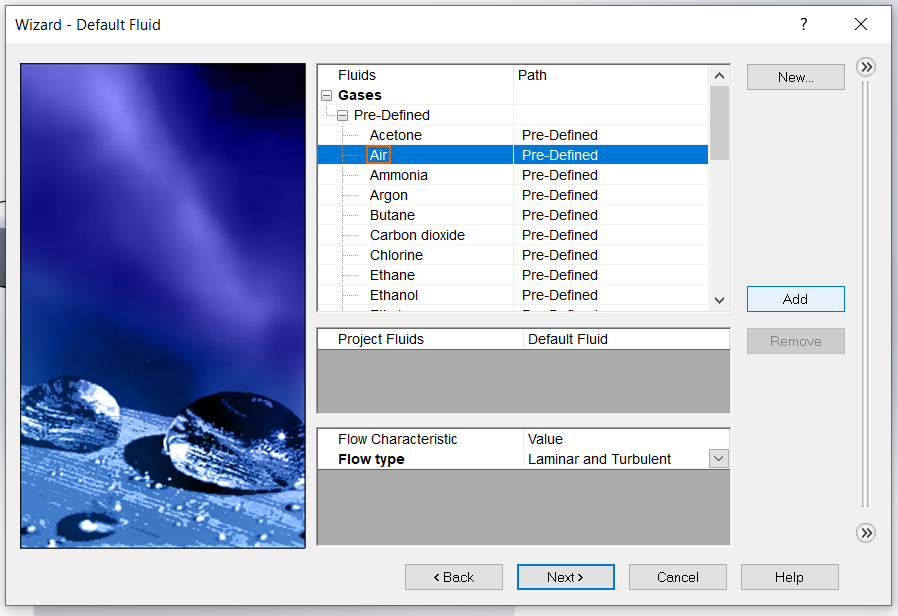 Wizard - Default Fluid ?
Fluids Path
Gases
Pre-Defined
Acetone Pre-Defined
Air Pre-Defined
Ammonia Pre-Defined
Argon Pre-Defined
Butane Pre-Defined
Carbon dioxide Pre-Defined
Chlorine Pre-Defined
Ethane Pre-Defined
Ethanol Pre-Defined
New...
Add
Remove
Project Fluids Default Fluid
Flow Characteristic Value
Flow type Laminar and Turbulent
< Back Next > Cancel Help